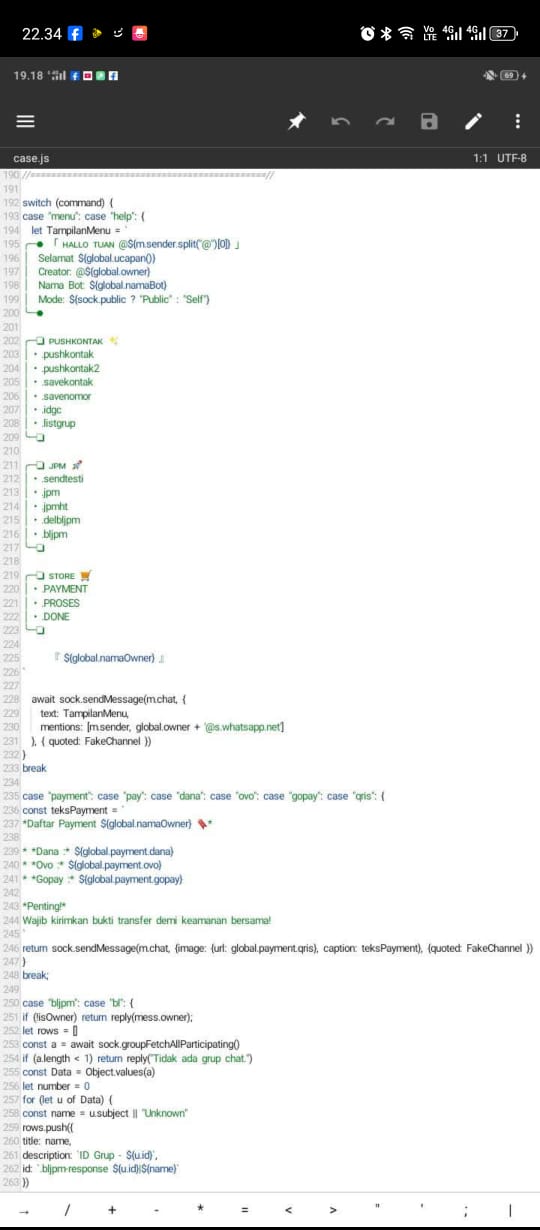 22.34
Vo LTE 4G 4G 37
19.18 69
case.js 1:1 UTF-8
190 //==============================================//
191
192 switch (command) {
193 case "menu": case "help": {
194 let TampilanMenu = `
195 ╭─● 「 ʜᴀʟʟᴏ ᴛᴜᴀɴ @${m.sender.split("@")[0]} 」
196 │ Selamat ${global.ucapan()}
197 │ Creator: @${global.owner}
198 │ Nama Bot: ${global.namaBot}
199 │ Mode: ${sock.public ? "Public" : "Self"}
200 ╰─●
201
202 ╭─❏ ᴘᴜsʜᴋᴏɴᴛᴀᴋ ✨
203 │ • .pushkontak
204 │ • .pushkontak2
205 │ • .savekontak
206 │ • .savenomor
207 │ • .idgc
208 │ • .listgrup
209 ╰─❏
210
211 ╭─❏ ᴊᴘᴍ 🚀
212 │ • .sendtesti
213 │ • .jpm
214 │ • .jpmht
215 │ • .delbljpm
216 │ • .bljpm
217 ╰─❏
218
219 ╭─❏ sᴛᴏʀᴇ 🛒
220 │ • .PAYMENT
221 │ • .PROSES
222 │ • .DONE
223 ╰─❏
224
225 『 ${global.namaOwner} 』
226 `
227
228 await sock.sendMessage(m.chat, {
229 text: TampilanMenu,
230 mentions: [m.sender, global.owner + '@s.whatsapp.net']
231 }, { quoted: FakeChannel })
232 }
233 break
234
235 case "payment": case "pay": case "dana": case "ovo": case "gopay": case "qris": {
236 const teksPayment = `
237 *Daftar Payment ${global.namaOwner} 🔖*
238
239 * *Dana :* ${global.payment.dana}
240 * *Ovo :* ${global.payment.ovo}
241 * *Gopay :* ${global.payment.gopay}
242
243 *Penting!*
244 Wajib kirimkan bukti transfer demi keamanan bersama!
245 `
246 return sock.sendMessage(m.chat, {image: {url: global.payment.qris}, caption: teksPayment}, {quoted: FakeChannel })
247 }
248 break;
249
250 case "bljpm": case "bl": {
251 if (!isOwner) return reply(mess.owner);
252 let rows = []
253 const a = await sock.groupFetchAllParticipating()
254 if (a.length < 1) return reply("Tidak ada grup chat.")
255 const Data = Object.values(a)
256 let number = 0
257 for (let u of Data) {
258 const name = u.subject || "Unknown"
259 rows.push({
260 title: name,
261 description: `ID Grup - ${u.id}`,
262 id: `.bljpm-response ${u.id}|${name}`
263 })
→ / + - * = < > " ' ; |